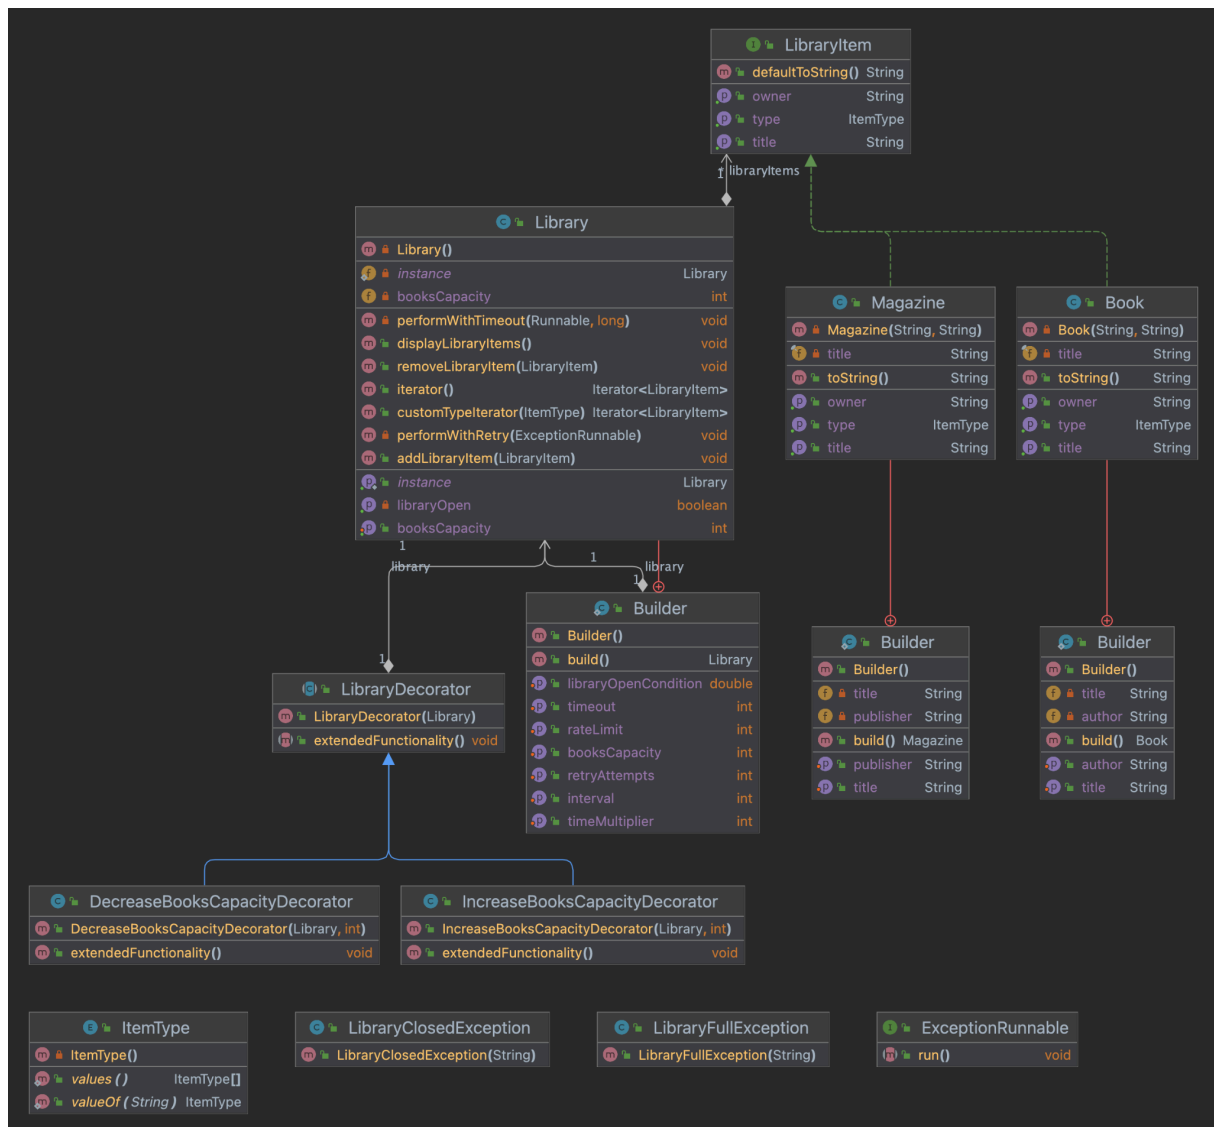 LibraryItem
defaultToString() String
owner String
type ItemType
title String
1 * libraryItems
Library
Library()
instance Library
booksCapacity int
performWithTimeout(Runnable, long) void
displayLibraryItems() void
removeLibraryItem(LibraryItem) void
iterator() Iterator<LibraryItem>
customTypeIterator(ItemType) Iterator<LibraryItem>
performWithRetry(ExceptionRunnable) void
addLibraryItem(LibraryItem) void
instance Library
libraryOpen boolean
booksCapacity int
Magazine
Magazine(String, String)
title String
toString() String
owner String
type ItemType
title String
Book
Book(String, String)
title String
toString() String
owner String
type ItemType
title String
1
library
1
library
1
1
Builder
Builder()
build() Library
libraryOpenCondition double
timeout int
rateLimit int
booksCapacity int
retryAttempts int
interval int
timeMultiplier int
Builder
Builder()
title String
publisher String
build() Magazine
publisher String
title String
Builder
Builder()
title String
author String
build() Book
author String
title String
LibraryDecorator
LibraryDecorator(Library)
extendedFunctionality() void
DecreaseBooksCapacityDecorator
DecreaseBooksCapacityDecorator(Library, int)
extendedFunctionality() void
IncreaseBooksCapacityDecorator
IncreaseBooksCapacityDecorator(Library, int)
extendedFunctionality() void
ItemType
ItemType()
values() ItemType[]
valueOf(String) ItemType
LibraryClosedException
LibraryClosedException(String)
LibraryFullException
LibraryFullException(String)
ExceptionRunnable
run() void